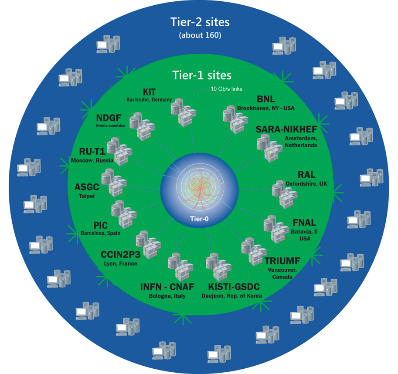 Tier-2 sites
(about 160)
Tier-1 sites
10 Gb/s links
KIT
Karlsruhe, Germany
BNL
Brookhaven, NY - USA
NDGF
SARA-NIKHEF
Amsterdam,
Netherlands
RU-T1
Moscow, Russia
RAL
Oxfordshire, UK
ASGC
Taipei
FNAL
Batavia, Il
USA
PIC
Barcelona, Spain
Tier-0
CCIN2P3
Lyon, France
TRIUMF
Vancouver,
Canada
INFN - CNAF
Bologna, Italy
KISTI-GSDC
Daejeon, Rep. of Korea